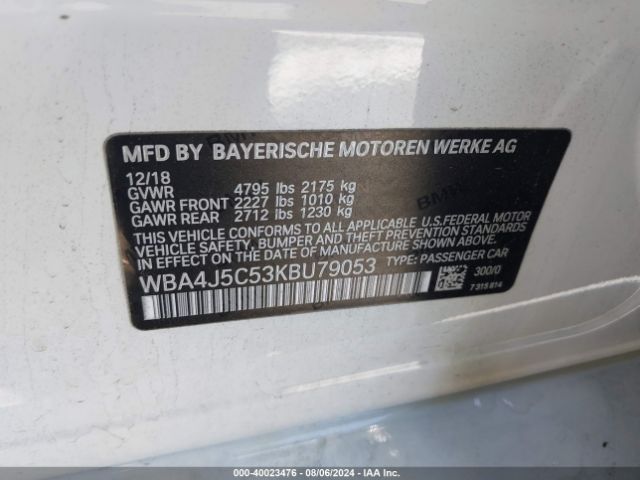 MFD BY BAYERISCHE MOTOREN WERKE AG
12/18
GVWR 4795 lbs 2175 kg
GAWR FRONT 2227 lbs 1010 kg
GAWR REAR 2712 lbs 1230 kg
THIS VEHICLE CONFORMS TO ALL APPLICABLE U.S.FEDERAL MOTOR
VEHICLE SAFETY, BUMPER AND THEFT PREVENTION STANDARDS
IN EFFECT ON THE DATE OF MANUFACTURE SHOWN ABOVE.
WBA4J5C53KBU79053 TYPE: PASSENGER CAR
300/0
7 315 814
000-40023476 - 08/06/2024 - IAA Inc.